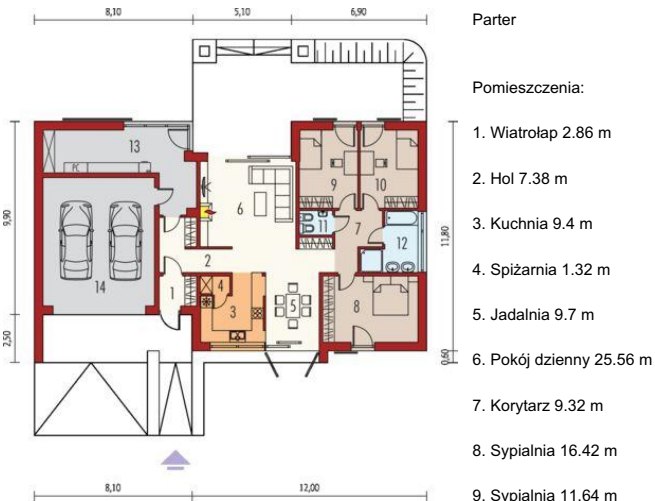 8,10 5,10 6,90
Parter
Pomieszczenia:
1. Wiatrołap 2.86 m
2. Hol 7.38 m
3. Kuchnia 9.4 m
4. Spiżarnia 1.32 m
5. Jadalnia 9.7 m
6. Pokój dzienny 25.56 m
7. Korytarz 9.32 m
8. Sypialnia 16.42 m
9. Sypialnia 11.64 m
13
PC
9 10
6
11
7
12
9,90
11,80
2
14
1
4
3
5
8
2,50
0,60
8,10 12,00